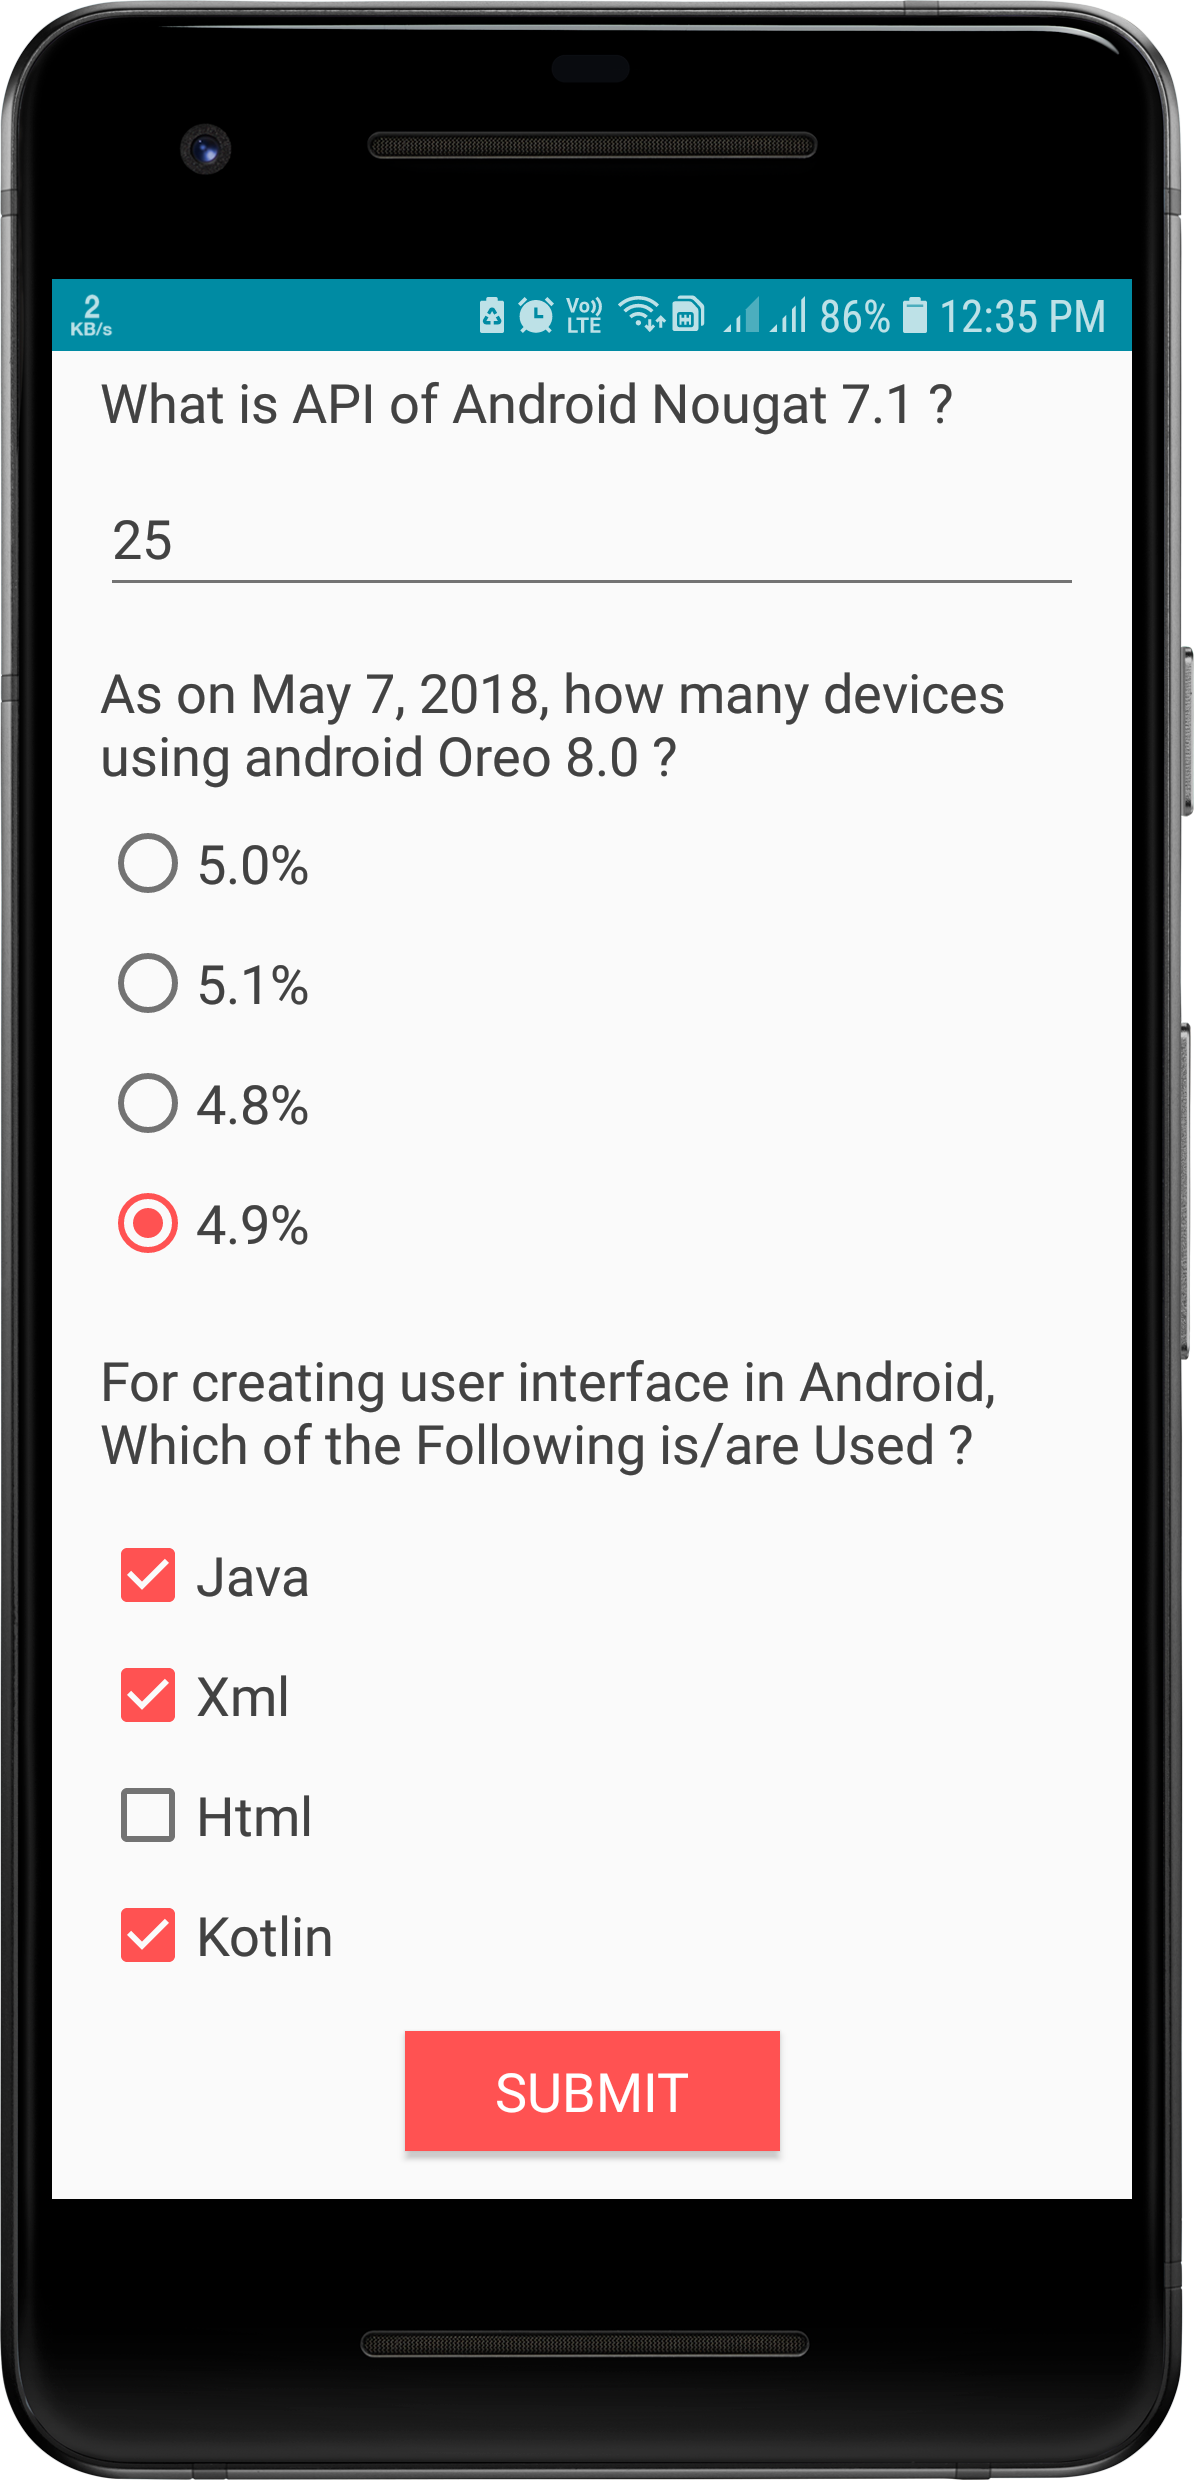 2
KB/s
Vo)) LTE
86% 12:35 PM
What is API of Android Nougat 7.1 ?
25
As on May 7, 2018, how many devices
using android Oreo 8.0 ?
5.0%
5.1%
4.8%
4.9%
For creating user interface in Android,
Which of the Following is/are Used ?
Java
Xml
Html
Kotlin
SUBMIT